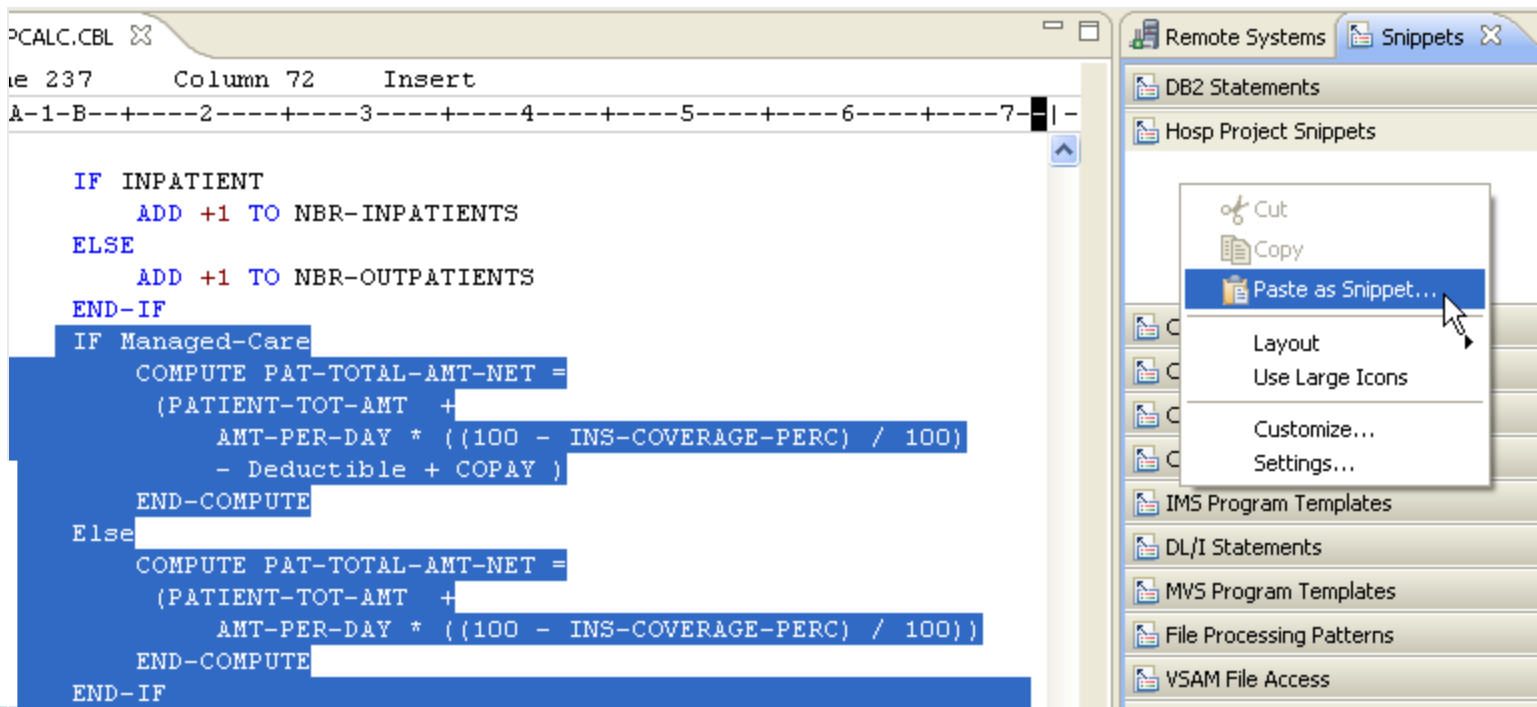 PCALC.CBL
ne 237 Column 72 Insert
A-1-B--+----2----+----3----+----4----+----5----+----6----+----7--|-
IF INPATIENT
ADD +1 TO NBR-INPATIENTS
ELSE
ADD +1 TO NBR-OUTPATIENTS
END-IF
IF Managed-Care
COMPUTE PAT-TOTAL-AMT-NET =
(PATIENT-TOT-AMT +
AMT-PER-DAY * ((100 - INS-COVERAGE-PERC) / 100)
- Deductible + COPAY )
END-COMPUTE
Else
COMPUTE PAT-TOTAL-AMT-NET =
(PATIENT-TOT-AMT +
AMT-PER-DAY * ((100 - INS-COVERAGE-PERC) / 100))
END-COMPUTE
END-IF
Remote Systems Snippets
DB2 Statements
Hosp Project Snippets
Cut
Copy
Paste as Snippet...
Layout
Use Large Icons
Customize...
Settings...
C
C
C
C
IMS Program Templates
DL/I Statements
MVS Program Templates
File Processing Patterns
VSAM File Access